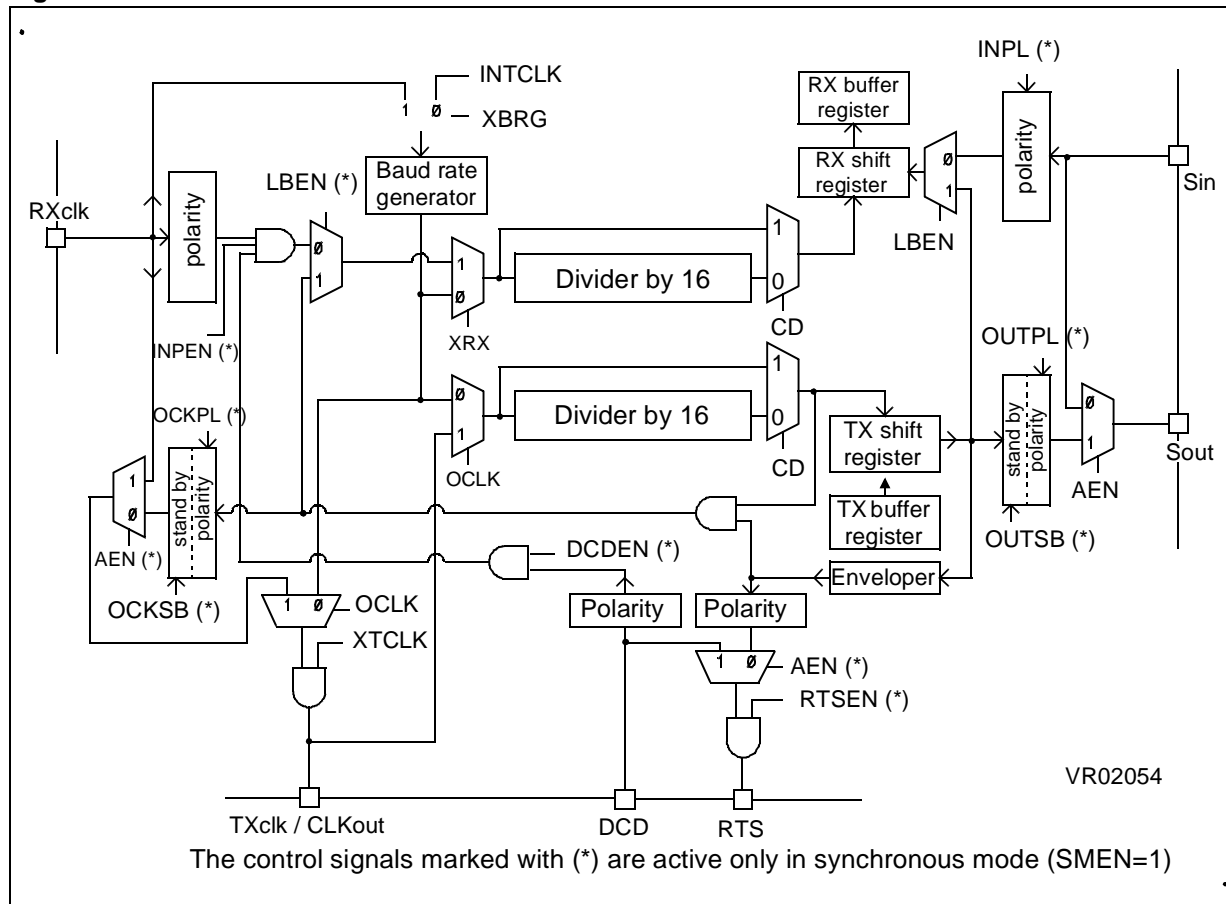 INPL (*)
INTCLK
1 Ø
XBRG
RX buffer
register
polarity
Baud rate
generator
LBEN (*)
RX shift
register
Ø
1
Sin
RXclk
polarity
LBEN
Ø
1
1
Ø
Divider by 16
1
0
CD
XRX
INPEN (*)
OUTPL (*)
OCKPL (*)
Ø
1
Divider by 16
1
0
CD
OCLK
TX shift
register
stand by
polarity
Ø
1
Sout
AEN
1
Ø
stand by
polarity
AEN (*)
TX buffer
register
OUTSB (*)
DCDEN (*)
Enveloper
OCKSB (*)
1 Ø
OCLK
Polarity
Polarity
XTCLK
1 Ø
AEN (*)
RTSEN (*)
VR02054
TXclk / CLKout
DCD
RTS
The control signals marked with (*) are active only in synchronous mode (SMEN=1)